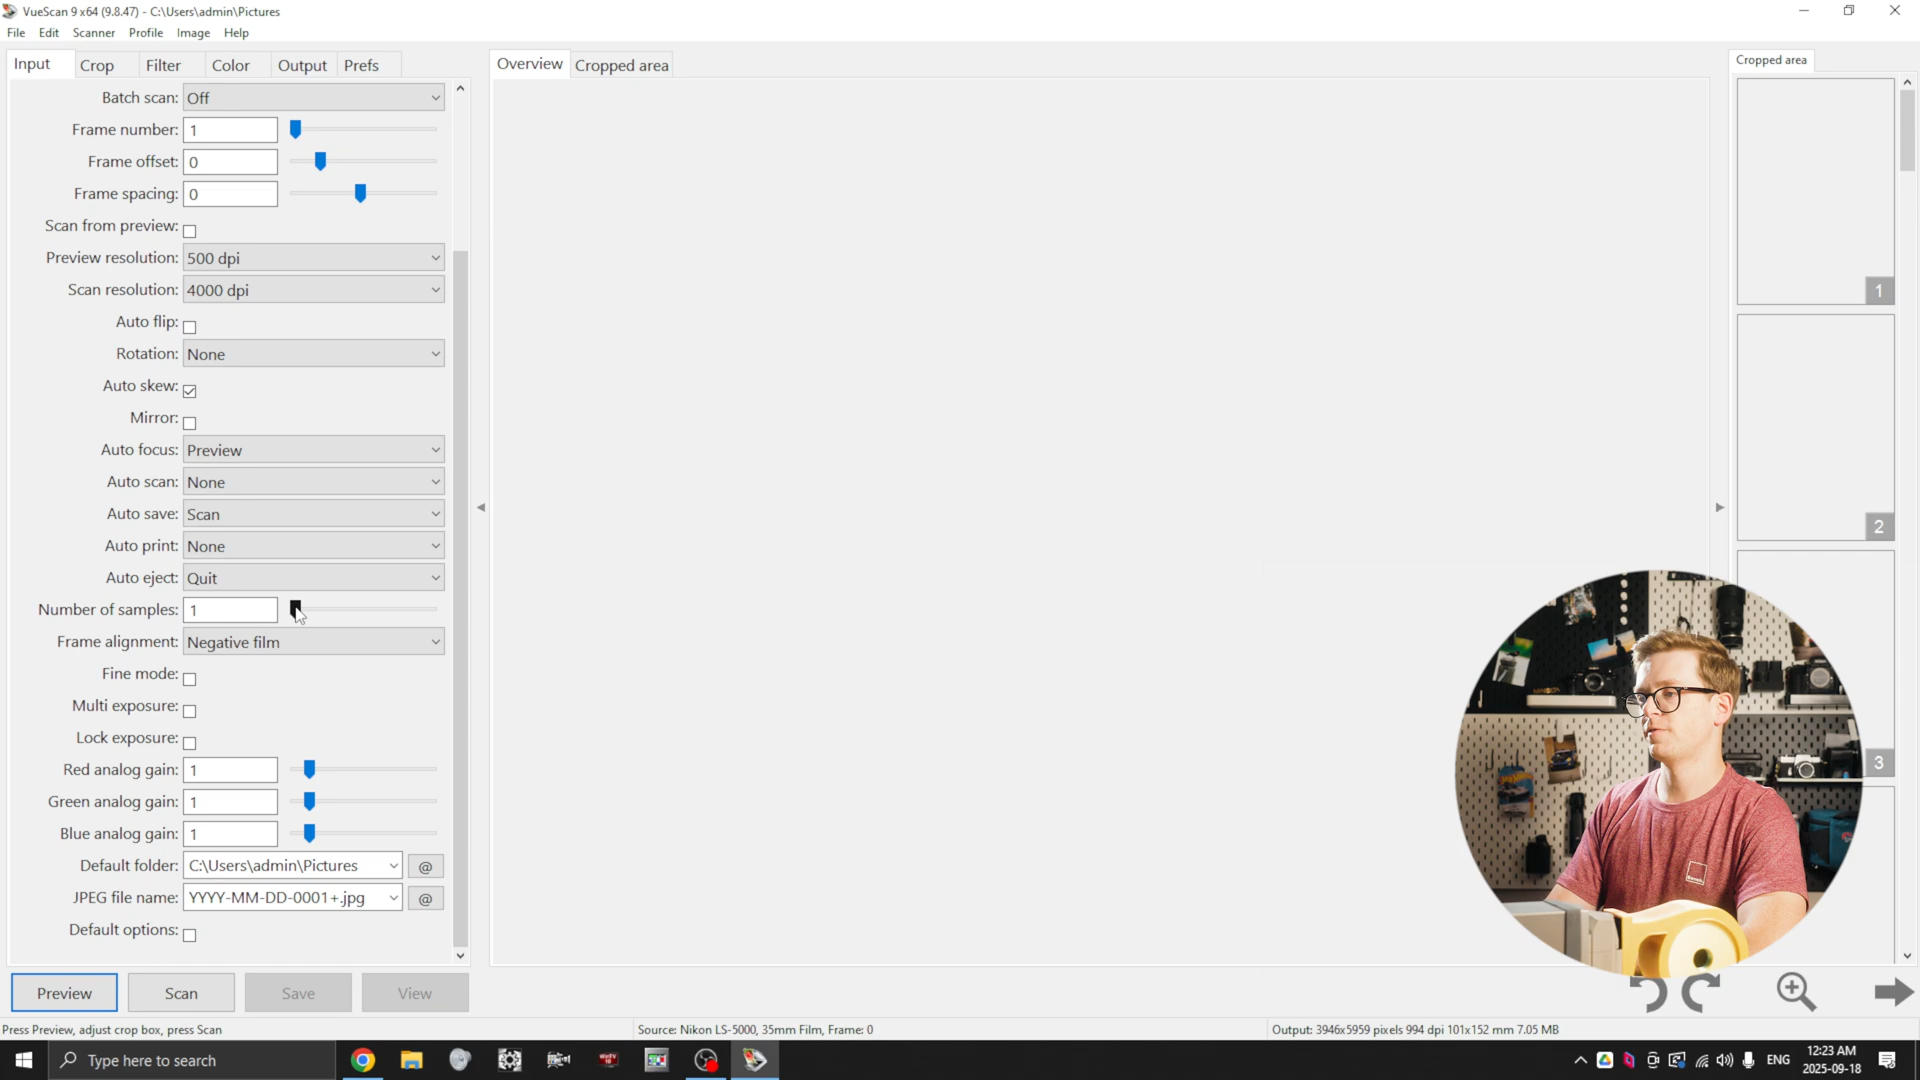 VueScan 9 x64 (9.8.47) - C:\Users\admin\Pictures
File Edit Scanner Profile Image Help
Input Crop Filter Color Output Prefs
Overview Cropped area
Cropped area
Batch scan: Off
Frame number: 1
Frame offset: 0
Frame spacing: 0
Scan from preview:
Preview resolution: 500 dpi
Scan resolution: 4000 dpi
Auto flip:
Rotation: None
Auto skew:
Mirror:
Auto focus: Preview
Auto scan: None
Auto save: Scan
Auto print: None
Auto eject: Quit
Number of samples: 1
Frame alignment: Negative film
Fine mode:
Multi exposure:
Lock exposure:
Red analog gain: 1
Green analog gain: 1
Blue analog gain: 1
Default folder: C:\Users\admin\Pictures @
JPEG file name: YYYY-MM-DD-0001+.jpg @
Default options:
1
2
3
Preview Scan Save View
Press Preview, adjust crop box, press Scan
Source: Nikon LS-5000, 35mm Film, Frame: 0
Output: 3946x5959 pixels 994 dpi 101x152 mm 7.05 MB
Type here to search
ENG
12:23 AM
2025-09-18